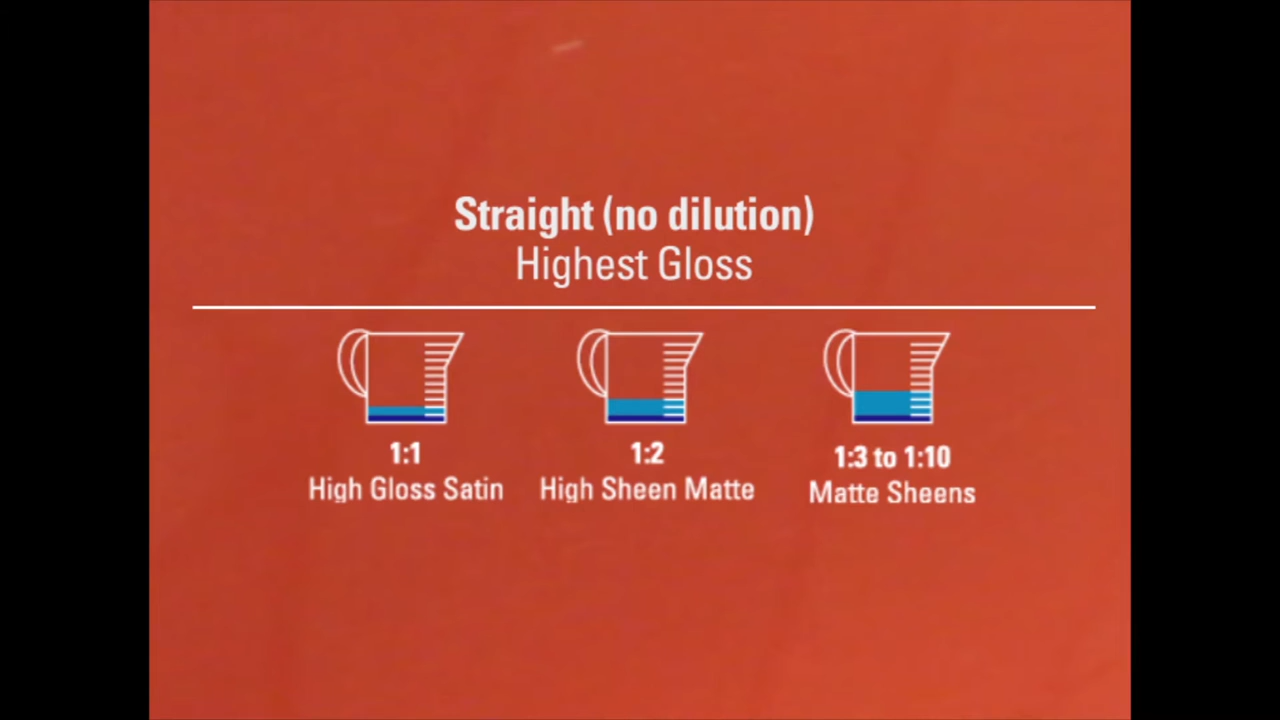 Straight (no dilution)
Highest Gloss
1:1
High Gloss Satin
1:2
High Sheen Matte
1:3 to 1:10
Matte Sheens